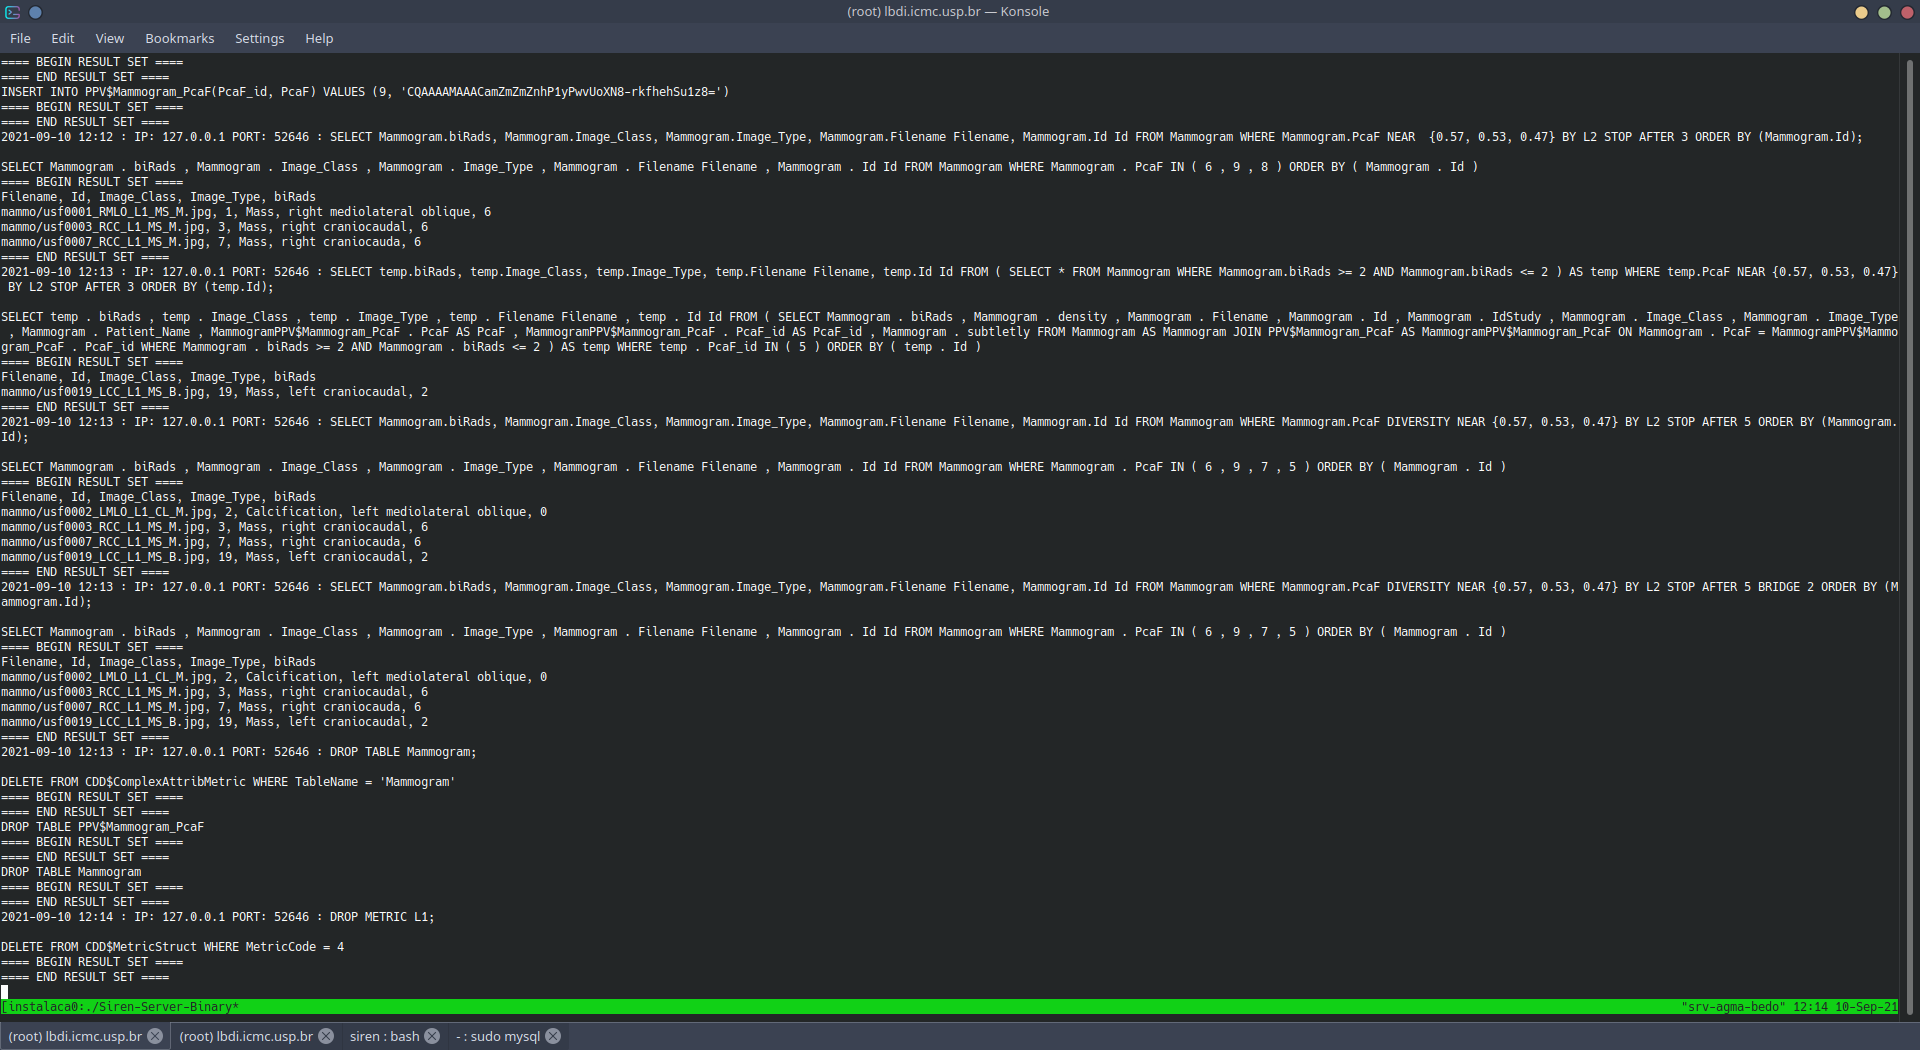 (root) lbdi.icmc.usp.br — Konsole
File Edit View Bookmarks Settings Help
==== BEGIN RESULT SET ====
==== END RESULT SET ====
INSERT INTO PPV$Mammogram_PcaF(PcaF_id, PcaF) VALUES (9, 'CQAAAAMAAACamZmZmZnhP1yPwvUoXN8-rkfhehSu1z8=')
==== BEGIN RESULT SET ====
==== END RESULT SET ====
2021-09-10 12:12 : IP: 127.0.0.1 PORT: 52646 : SELECT Mammogram.biRads, Mammogram.Image_Class, Mammogram.Image_Type, Mammogram.Filename Filename, Mammogram.Id Id FROM Mammogram WHERE Mammogram.PcaF NEAR  {0.57, 0.53, 0.47} BY L2 STOP AFTER 3 ORDER BY (Mammogram.Id);
SELECT Mammogram . biRads , Mammogram . Image_Class , Mammogram . Image_Type , Mammogram . Filename Filename , Mammogram . Id Id FROM Mammogram WHERE Mammogram . PcaF IN ( 6 , 9 , 8 ) ORDER BY ( Mammogram . Id )
==== BEGIN RESULT SET ====
Filename, Id, Image_Class, Image_Type, biRads
mammo/usf0001_RMLO_L1_MS_M.jpg, 1, Mass, right mediolateral oblique, 6
mammo/usf0003_RCC_L1_MS_M.jpg, 3, Mass, right craniocaudal, 6
mammo/usf0007_RCC_L1_MS_M.jpg, 7, Mass, right craniocauda, 6
==== END RESULT SET ====
2021-09-10 12:13 : IP: 127.0.0.1 PORT: 52646 : SELECT temp.biRads, temp.Image_Class, temp.Image_Type, temp.Filename Filename, temp.Id Id FROM ( SELECT * FROM Mammogram WHERE Mammogram.biRads >= 2 AND Mammogram.biRads <= 2 ) AS temp WHERE temp.PcaF NEAR {0.57, 0.53, 0.47}
BY L2 STOP AFTER 3 ORDER BY (temp.Id);
SELECT temp . biRads , temp . Image_Class , temp . Image_Type , temp . Filename Filename , temp . Id Id FROM ( SELECT Mammogram . biRads , Mammogram . density , Mammogram . Filename , Mammogram . Id , Mammogram . IdStudy , Mammogram . Image_Class , Mammogram . Image_Type
, Mammogram . Patient_Name , MammogramPPV$Mammogram_PcaF . PcaF AS PcaF , MammogramPPV$Mammogram_PcaF . PcaF_id AS PcaF_id , Mammogram . subtletly FROM Mammogram AS Mammogram JOIN PPV$Mammogram_PcaF AS MammogramPPV$Mammogram_PcaF ON Mammogram . PcaF = MammogramPPV$Mammo
gram_PcaF . PcaF_id WHERE Mammogram . biRads >= 2 AND Mammogram . biRads <= 2 ) AS temp WHERE temp . PcaF_id IN ( 5 ) ORDER BY ( temp . Id )
==== BEGIN RESULT SET ====
Filename, Id, Image_Class, Image_Type, biRads
mammo/usf0019_LCC_L1_MS_B.jpg, 19, Mass, left craniocaudal, 2
==== END RESULT SET ====
2021-09-10 12:13 : IP: 127.0.0.1 PORT: 52646 : SELECT Mammogram.biRads, Mammogram.Image_Class, Mammogram.Image_Type, Mammogram.Filename Filename, Mammogram.Id Id FROM Mammogram WHERE Mammogram.PcaF DIVERSITY NEAR {0.57, 0.53, 0.47} BY L2 STOP AFTER 5 ORDER BY (Mammogram.
Id);
SELECT Mammogram . biRads , Mammogram . Image_Class , Mammogram . Image_Type , Mammogram . Filename Filename , Mammogram . Id Id FROM Mammogram WHERE Mammogram . PcaF IN ( 6 , 9 , 7 , 5 ) ORDER BY ( Mammogram . Id )
==== BEGIN RESULT SET ====
Filename, Id, Image_Class, Image_Type, biRads
mammo/usf0002_LMLO_L1_CL_M.jpg, 2, Calcification, left mediolateral oblique, 0
mammo/usf0003_RCC_L1_MS_M.jpg, 3, Mass, right craniocaudal, 6
mammo/usf0007_RCC_L1_MS_M.jpg, 7, Mass, right craniocauda, 6
mammo/usf0019_LCC_L1_MS_B.jpg, 19, Mass, left craniocaudal, 2
==== END RESULT SET ====
2021-09-10 12:13 : IP: 127.0.0.1 PORT: 52646 : SELECT Mammogram.biRads, Mammogram.Image_Class, Mammogram.Image_Type, Mammogram.Filename Filename, Mammogram.Id Id FROM Mammogram WHERE Mammogram.PcaF DIVERSITY NEAR {0.57, 0.53, 0.47} BY L2 STOP AFTER 5 BRIDGE 2 ORDER BY (M
ammogram.Id);
SELECT Mammogram . biRads , Mammogram . Image_Class , Mammogram . Image_Type , Mammogram . Filename Filename , Mammogram . Id Id FROM Mammogram WHERE Mammogram . PcaF IN ( 6 , 9 , 7 , 5 ) ORDER BY ( Mammogram . Id )
==== BEGIN RESULT SET ====
Filename, Id, Image_Class, Image_Type, biRads
mammo/usf0002_LMLO_L1_CL_M.jpg, 2, Calcification, left mediolateral oblique, 0
mammo/usf0003_RCC_L1_MS_M.jpg, 3, Mass, right craniocaudal, 6
mammo/usf0007_RCC_L1_MS_M.jpg, 7, Mass, right craniocauda, 6
mammo/usf0019_LCC_L1_MS_B.jpg, 19, Mass, left craniocaudal, 2
==== END RESULT SET ====
2021-09-10 12:13 : IP: 127.0.0.1 PORT: 52646 : DROP TABLE Mammogram;
DELETE FROM CDD$ComplexAttribMetric WHERE TableName = 'Mammogram'
==== BEGIN RESULT SET ====
==== END RESULT SET ====
DROP TABLE PPV$Mammogram_PcaF
==== BEGIN RESULT SET ====
==== END RESULT SET ====
DROP TABLE Mammogram
==== BEGIN RESULT SET ====
==== END RESULT SET ====
2021-09-10 12:14 : IP: 127.0.0.1 PORT: 52646 : DROP METRIC L1;
DELETE FROM CDD$MetricStruct WHERE MetricCode = 4
==== BEGIN RESULT SET ====
==== END RESULT SET ====
[instalaca0:./Siren-Server-Binary* "srv-agma-bedo" 12:14 10-Sep-21
(root) lbdi.icmc.usp.br (root) lbdi.icmc.usp.br siren : bash - : sudo mysql